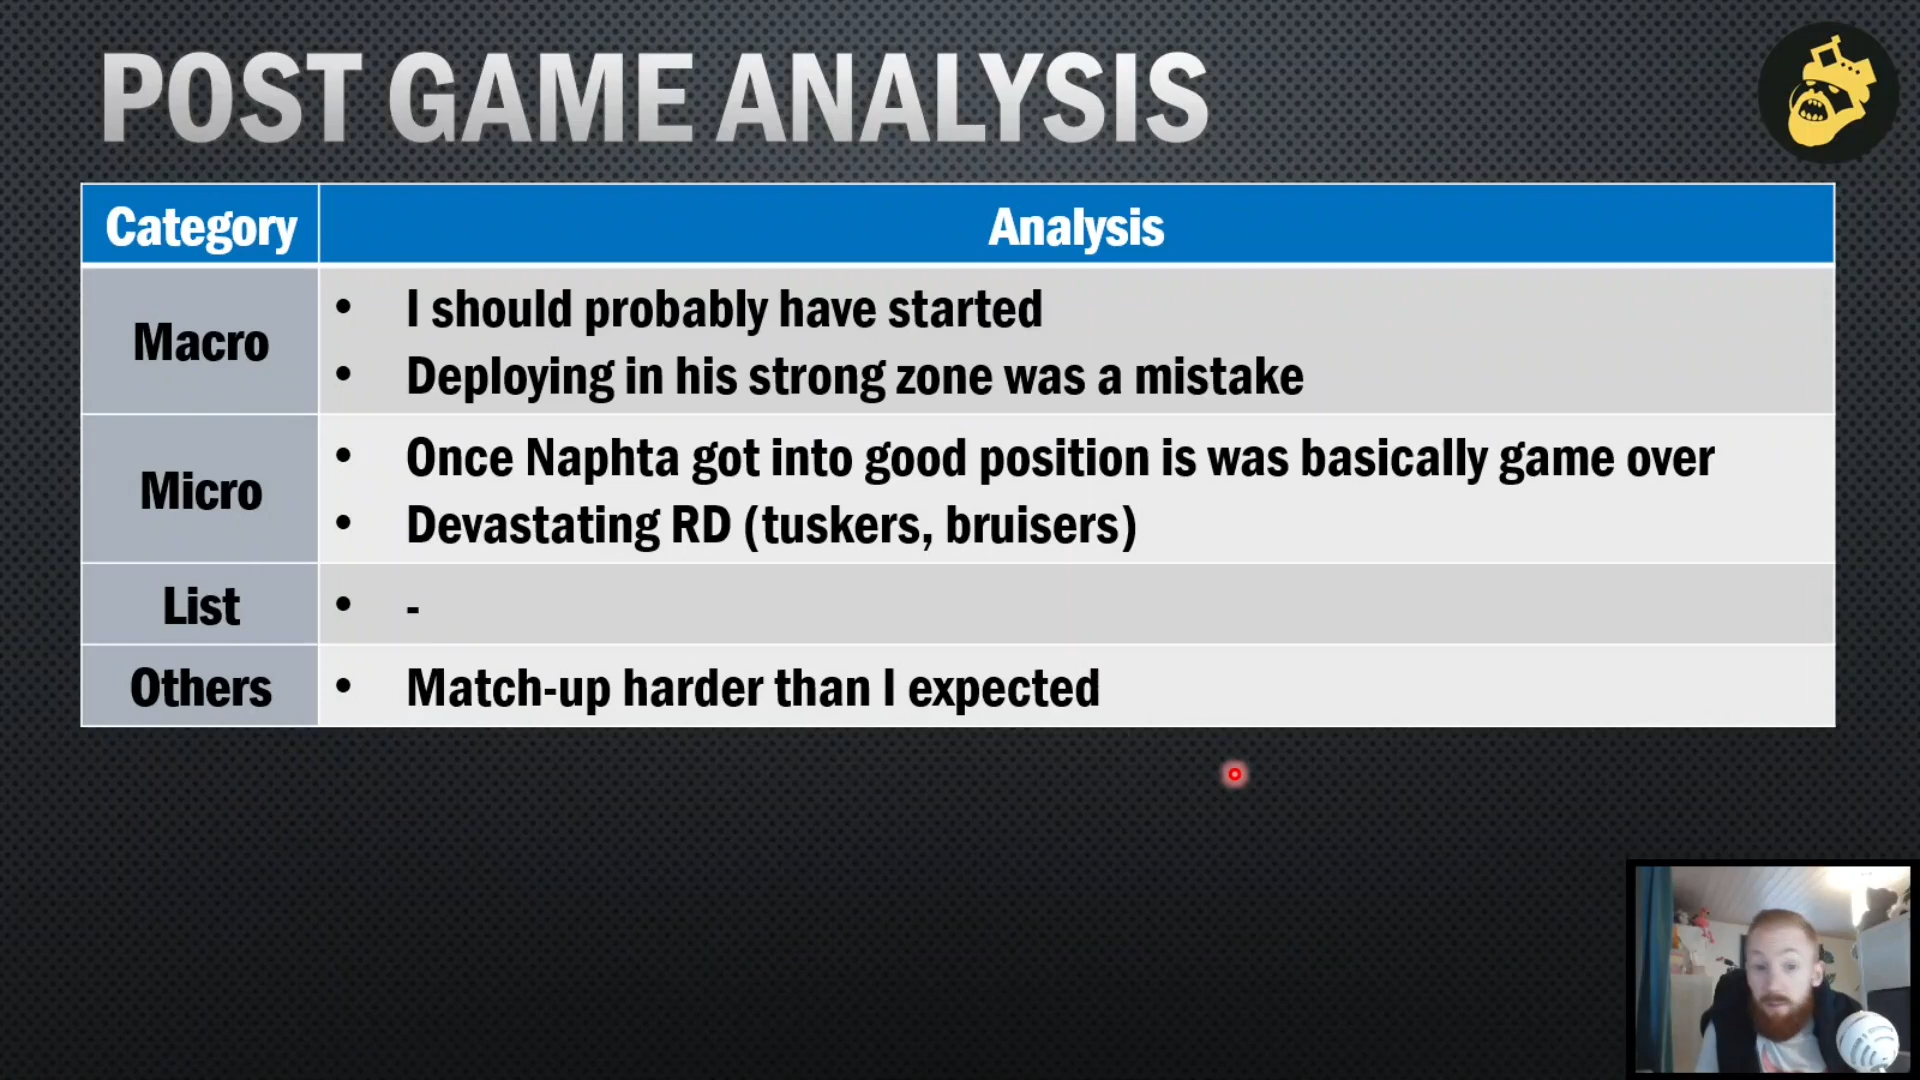 POST GAME ANALYSIS
Category
Analysis
Macro
• I should probably have started
• Deploying in his strong zone was a mistake
Micro
• Once Naphta got into good position is was basically game over
• Devastating RD (tuskers, bruisers)
List
• -
Others
• Match-up harder than I expected